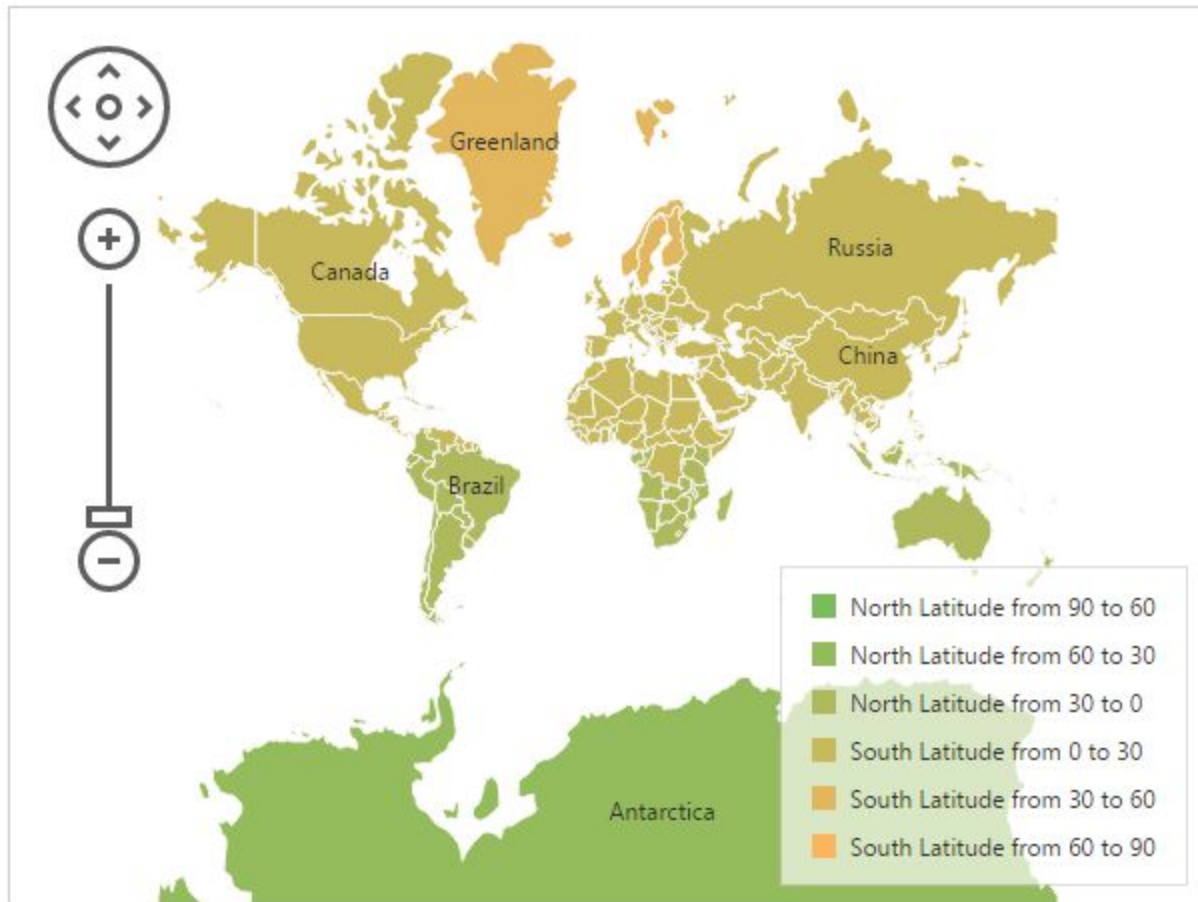 Greenland
Canada
Russia
China
Brazil
Antarctica
North Latitude from 90 to 60
North Latitude from 60 to 30
North Latitude from 30 to 0
South Latitude from 0 to 30
South Latitude from 30 to 60
South Latitude from 60 to 90